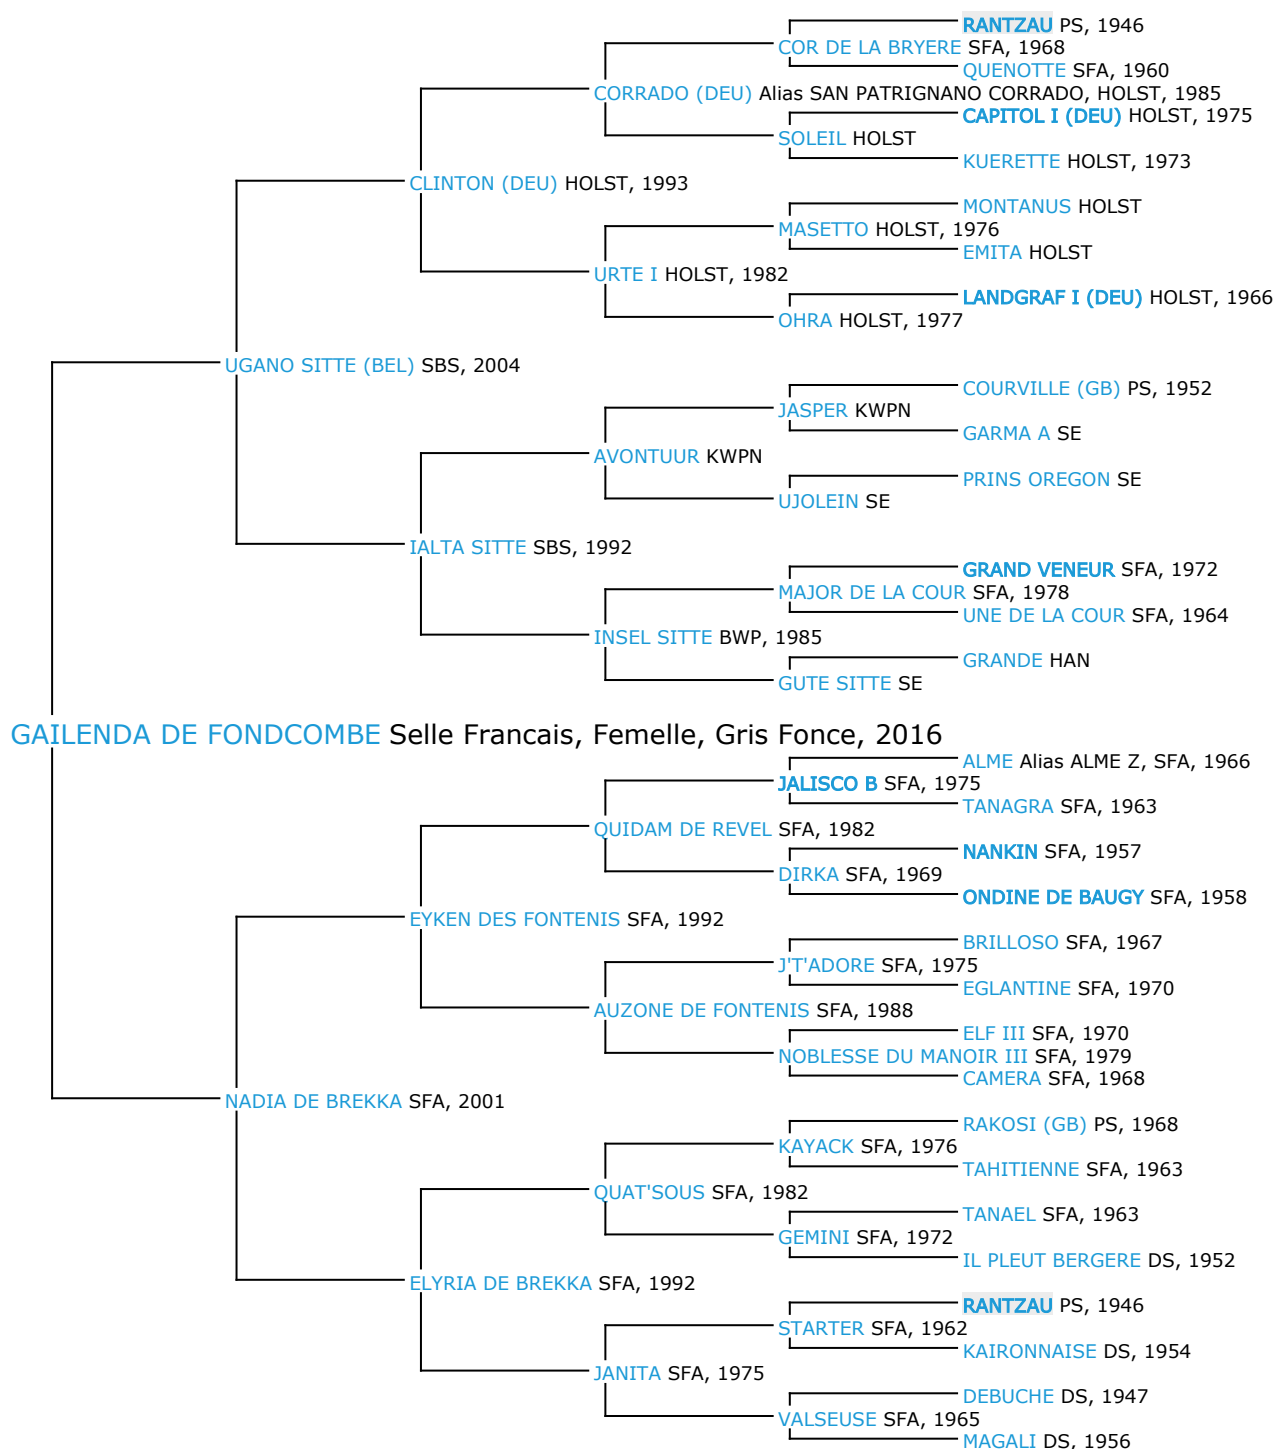 RANTZAU PS, 1946
COR DE LA BRYERE SFA, 1968
QUENOTTE SFA, 1960
CORRADO (DEU) Alias SAN PATRIGNANO CORRADO, HOLST, 1985
CAPITOL I (DEU) HOLST, 1975
SOLEIL HOLST
KUERETTE HOLST, 1973
CLINTON (DEU) HOLST, 1993
MONTANUS HOLST
MASETTO HOLST, 1976
EMITA HOLST
URTE I HOLST, 1982
LANDGRAF I (DEU) HOLST, 1966
OHRA HOLST, 1977
UGANO SITTE (BEL) SBS, 2004
COURVILLE (GB) PS, 1952
JASPER KWPN
GARMA A SE
AVONTUUR KWPN
PRINS OREGON SE
UJOLEIN SE
IALTA SITTE SBS, 1992
GRAND VENEUR SFA, 1972
MAJOR DE LA COUR SFA, 1978
UNE DE LA COUR SFA, 1964
INSEL SITTE BWP, 1985
GRANDE HAN
GUTE SITTE SE
GAILENDA DE FONDCOMBE Selle Francais, Femelle, Gris Fonce, 2016
ALME Alias ALME Z, SFA, 1966
JALISCO B SFA, 1975
TANAGRA SFA, 1963
QUIDAM DE REVEL SFA, 1982
NANKIN SFA, 1957
DIRKA SFA, 1969
ONDINE DE BAUGY SFA, 1958
EYKEN DES FONTENIS SFA, 1992
BRILLOSO SFA, 1967
J'T'ADORE SFA, 1975
EGLANTINE SFA, 1970
AUZONE DE FONTENIS SFA, 1988
ELF III SFA, 1970
NOBLESSE DU MANOIR III SFA, 1979
CAMERA SFA, 1968
NADIA DE BREKKA SFA, 2001
RAKOSI (GB) PS, 1968
KAYACK SFA, 1976
TAHITIENNE SFA, 1963
QUAT'SOUS SFA, 1982
TANAEL SFA, 1963
GEMINI SFA, 1972
IL PLEUT BERGERE DS, 1952
ELYRIA DE BREKKA SFA, 1992
RANTZAU PS, 1946
STARTER SFA, 1962
KAIRONNAISE DS, 1954
JANITA SFA, 1975
DEBUCHE DS, 1947
VALSEUSE SFA, 1965
MAGALI DS, 1956